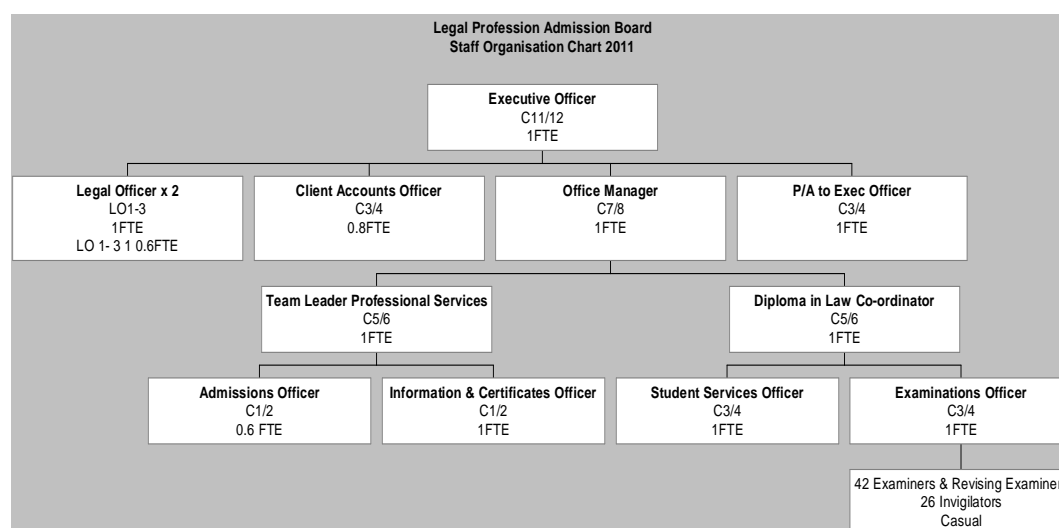 Legal Profession Admission Board
Staff Organisation Chart 2011
Executive Officer
C11/12
1FTE
Legal Officer x 2
LO1-3
1FTE
LO 1- 3 1 0.6FTE
Client Accounts Officer
C3/4
0.8FTE
Office Manager
C7/8
1FTE
P/A to Exec Officer
C3/4
1FTE
Team Leader Professional Services
C5/6
1FTE
Diploma in Law Co-ordinator
C5/6
1FTE
Admissions Officer
C1/2
0.6 FTE
Information & Certificates Officer
C1/2
1FTE
Student Services Officer
C3/4
1FTE
Examinations Officer
C3/4
1FTE
42 Examiners & Revising Examiner
26 Invigilators
Casual